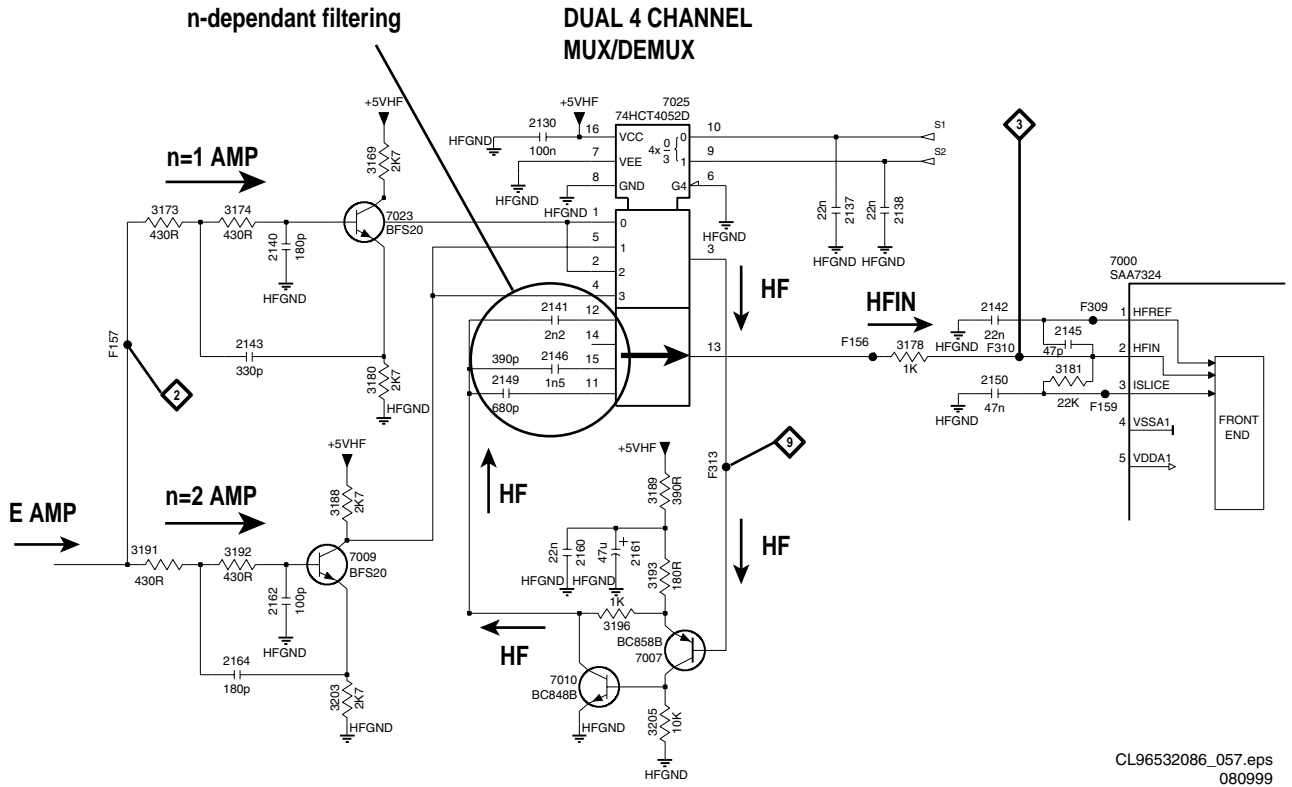 n-dependant filtering
DUAL 4 CHANNEL
MUX/DEMUX
+5VHF
3169
2K7
n=1 AMP
3173
430R
3174
430R
2140
180p
HFGND
7023
BFS20
2143
330p
3180
2K7
HFGND
F157
2
+5VHF
2130
100n
HFGND
HFGND
HFGND
7025
74HCT4052D
16
VCC
7
VEE
8
GND
4x
0
3
0
1
G4
10
9
6
S1
S2
HFGND
22n
2137
HFGND
22n
2138
HFGND
3
1
0
5
1
2
2
4
3
12
14
15
11
3
13
2141
2n2
390p
2146
1n5
2149
680p
HF
HFIN
F156
3178
1K
F310
HFGND
2142
22n
2145
47p
F309
3181
22K
HFGND
2150
47n
F159
7000
SAA7324
1
HFREF
2
HFIN
3
ISLICE
4
VSSA1
5
VDDA1
FRONT
END
E AMP
n=2 AMP
+5VHF
3188
2K7
3191
430R
3192
430R
2162
100p
HFGND
7009
BFS20
2164
180p
3203
2K7
HFGND
HF
+5VHF
3189
390R
22n
2160
HFGND
47u
+
2161
HFGND
3193
180R
1K
3196
HF
BC858B
7007
7010
BC848B
HFGND
3205
10K
HFGND
F313
9
HF
CL96532086_057.eps
080999